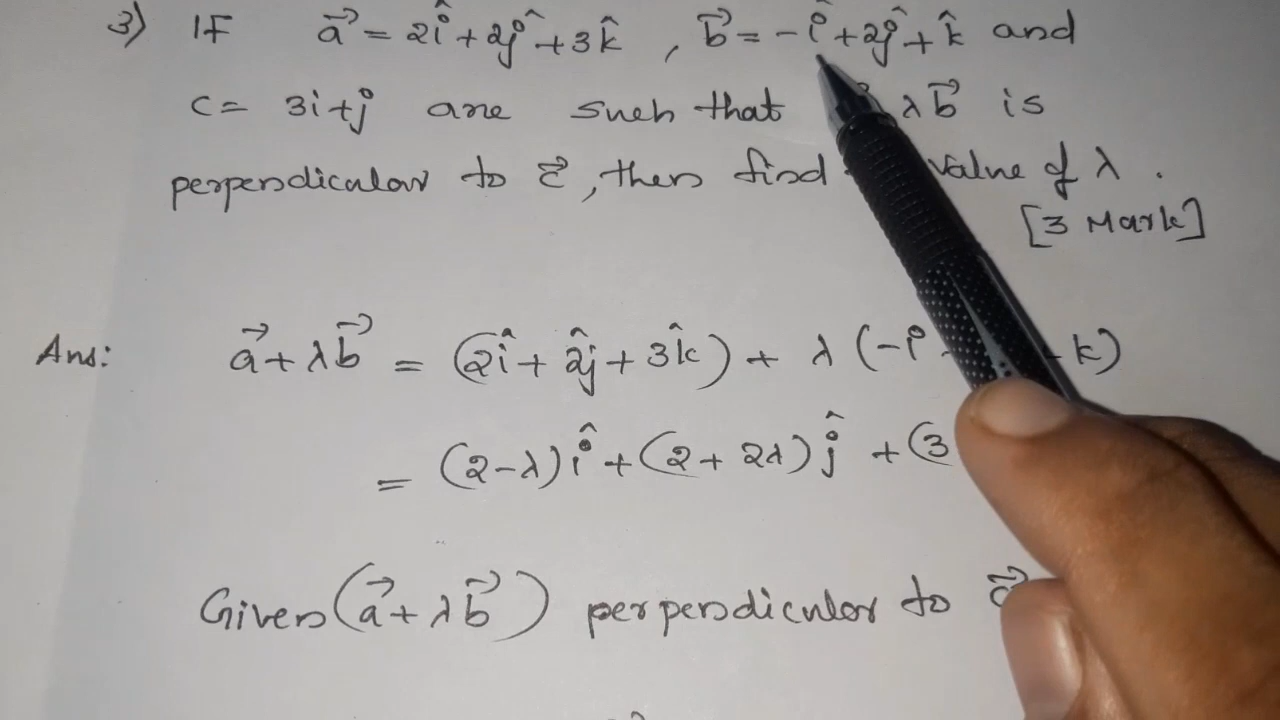 3) IF a⃗ = 2î + 2ĵ + 3k̂ , b⃗ = -î + 2ĵ + k̂ and
c = 3i + j are such that λb⃗ is
perpendicular to c⃗, then find value of λ .
[3 Mark]
Ans: a⃗ + λb⃗ = (2î + 2ĵ + 3k̂) + λ(-i - k)
= (2-λ)î + (2+2λ)ĵ + (3
Given (a⃗ + λb⃗) perpendicular to c⃗